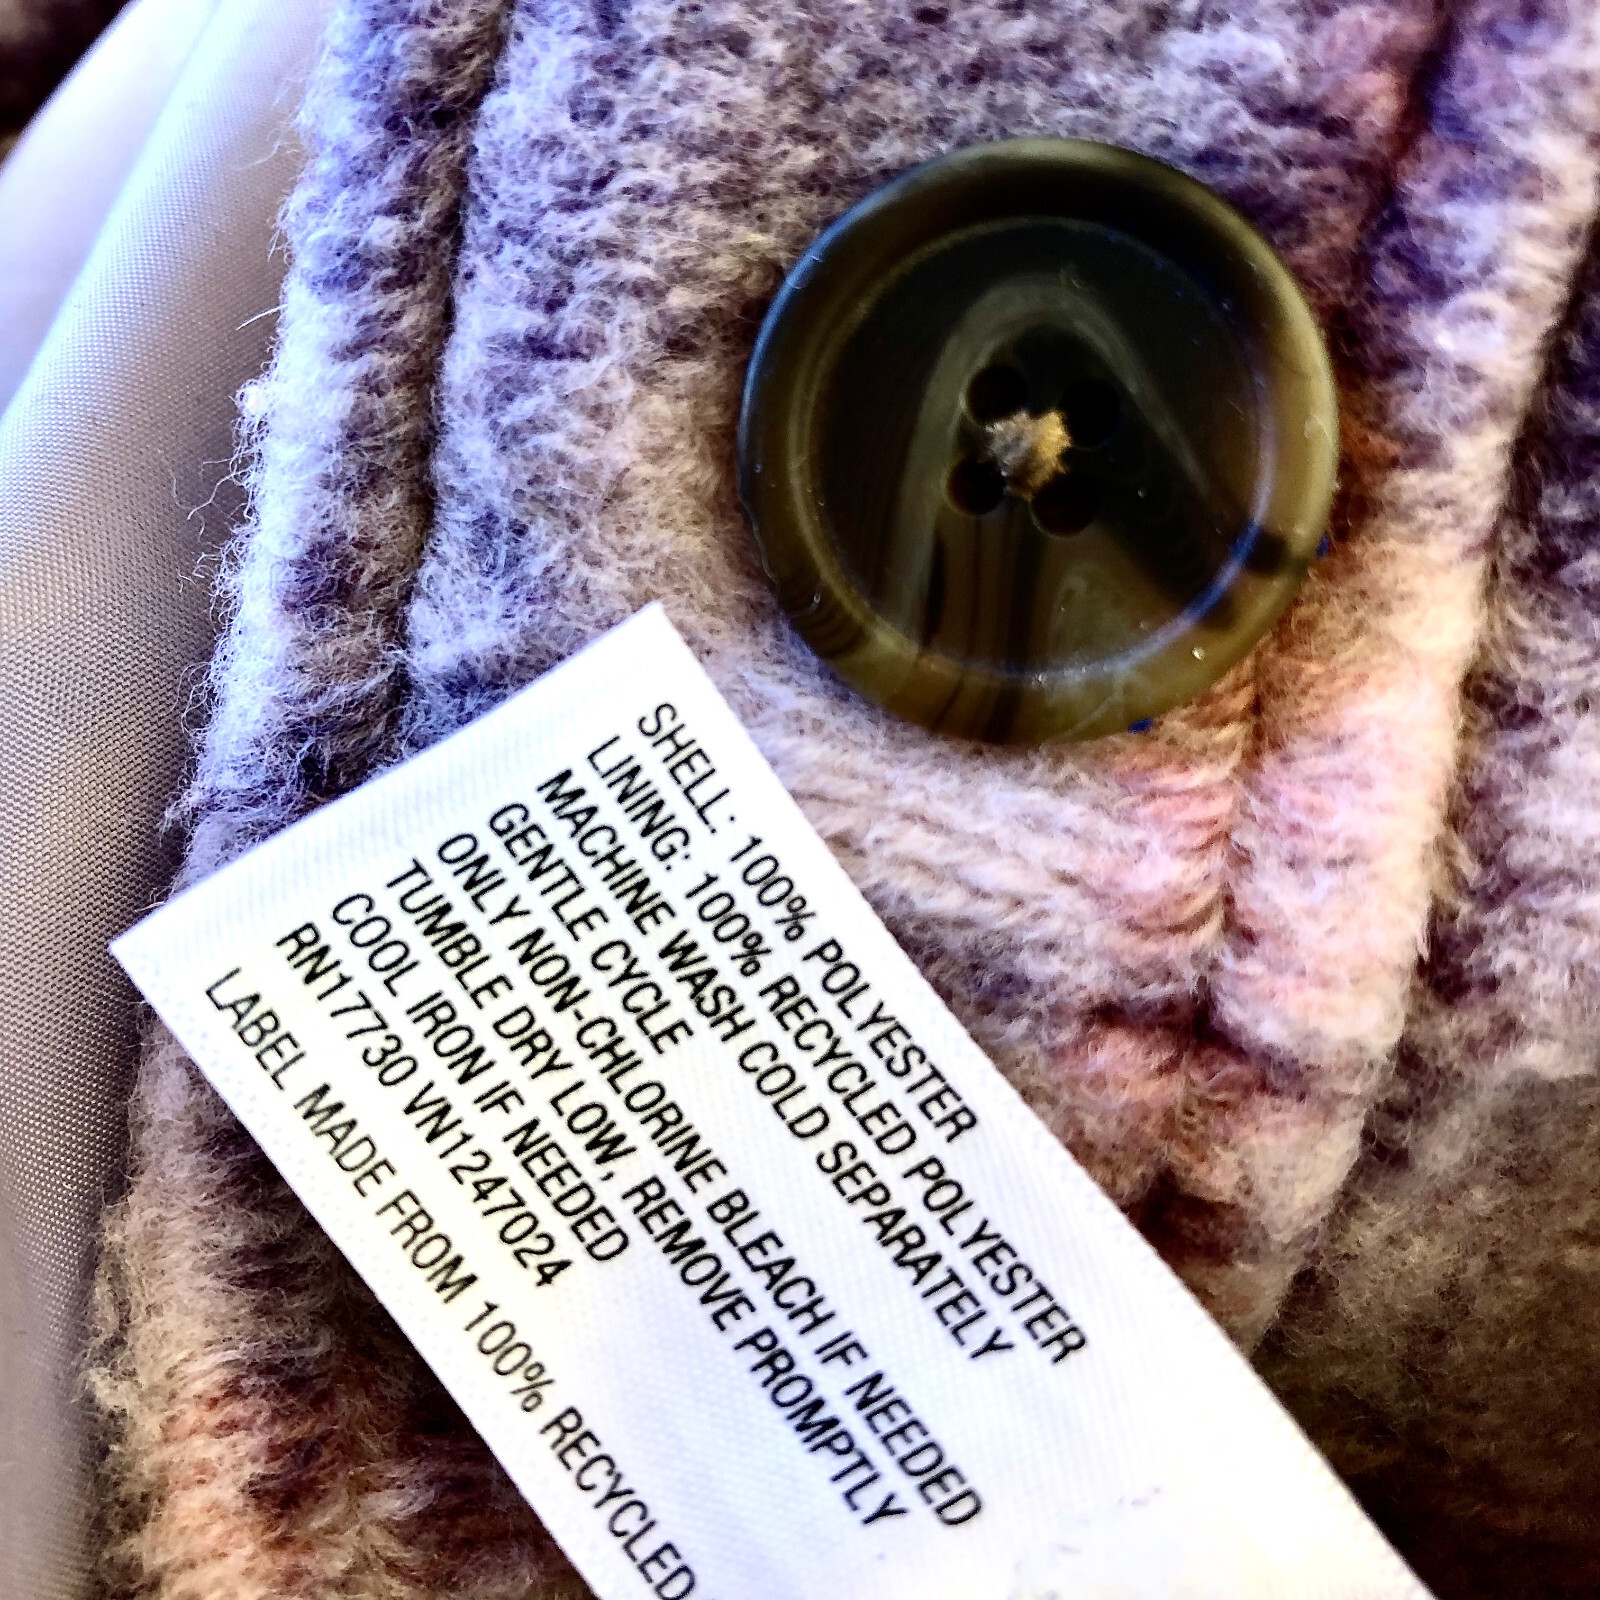 SHELL: 100% POLYESTER
LINING: 100% RECYCLED POLYESTER
MACHINE WASH COLD SEPARATELY
GENTLE CYCLE
ONLY NON-CHLORINE BLEACH IF NEEDED
TUMBLE DRY LOW, REMOVE PROMPTLY
COOL IRON IF NEEDED
RN17730 VN1247024
LABEL MADE FROM 100% RECYCLED